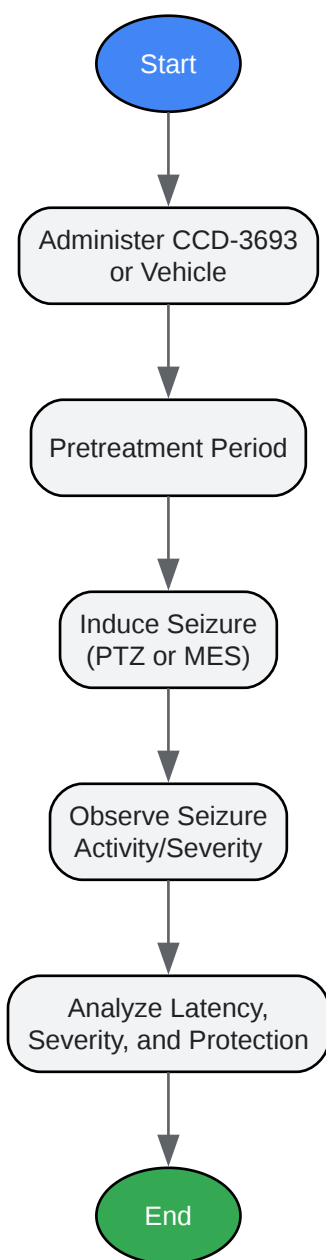 Start
Administer CCD-3693
or Vehicle
Pretreatment Period
Induce Seizure
(PTZ or MES)
Observe Seizure
Activity/Severity
Analyze Latency,
Severity, and Protection
End